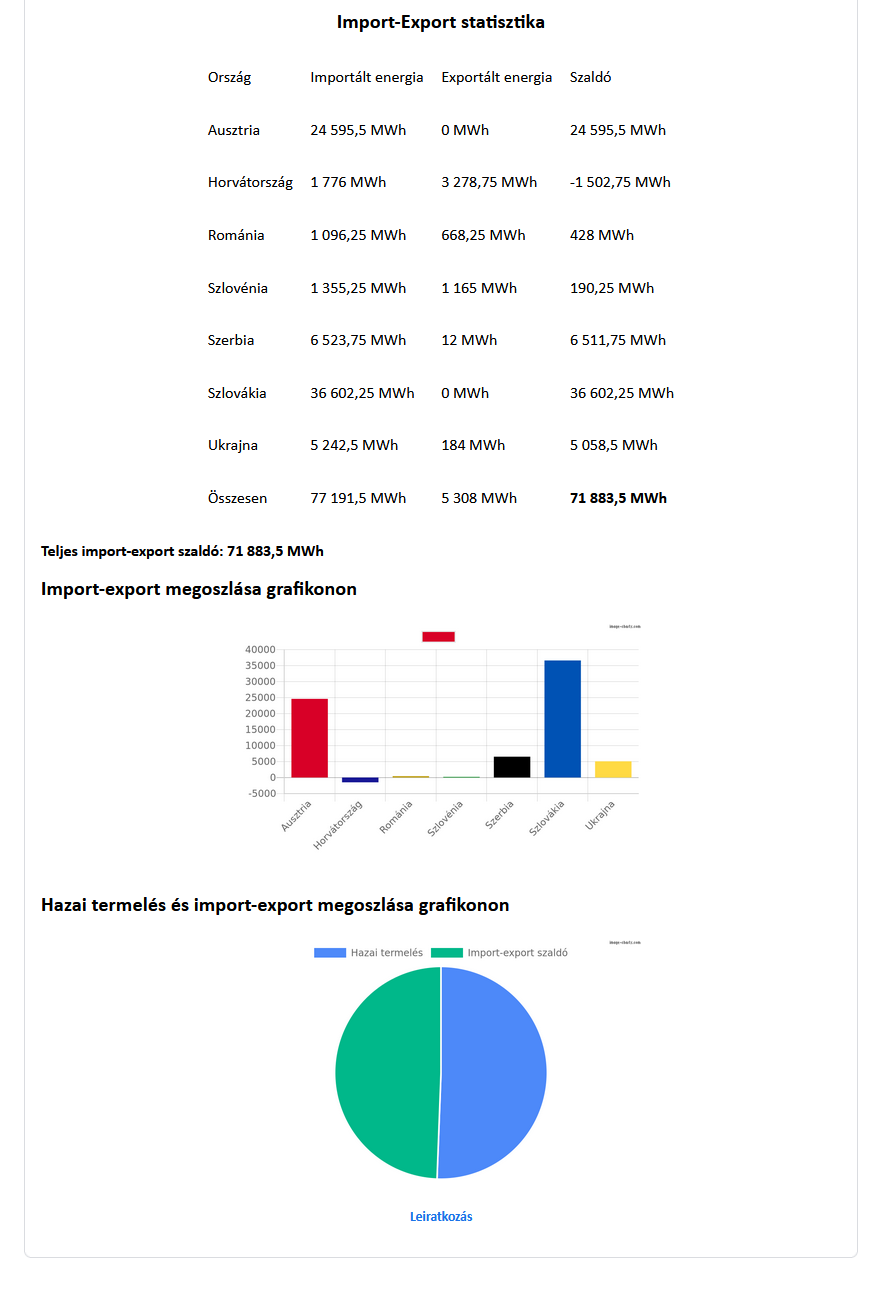 Import-Export statisztika
Ország Importált energia Exportált energia Szaldó
Ausztria 24 595,5 MWh 0 MWh 24 595,5 MWh
Horvátország 1 776 MWh 3 278,75 MWh -1 502,75 MWh
Románia 1 096,25 MWh 668,25 MWh 428 MWh
Szlovénia 1 355,25 MWh 1 165 MWh 190,25 MWh
Szerbia 6 523,75 MWh 12 MWh 6 511,75 MWh
Szlovákia 36 602,25 MWh 0 MWh 36 602,25 MWh
Ukrajna 5 242,5 MWh 184 MWh 5 058,5 MWh
Összesen 77 191,5 MWh 5 308 MWh 71 883,5 MWh
Teljes import-export szaldó: 71 883,5 MWh
Import-export megoszlása grafikonon
image-charts.com
40000
35000
30000
25000
20000
15000
10000
5000
0
-5000
Ausztria Horvátország Románia Szlovénia Szerbia Szlovákia Ukrajna
Hazai termelés és import-export megoszlása grafikonon
image-charts.com
Hazai termelés Import-export szaldó
Leiratkozás